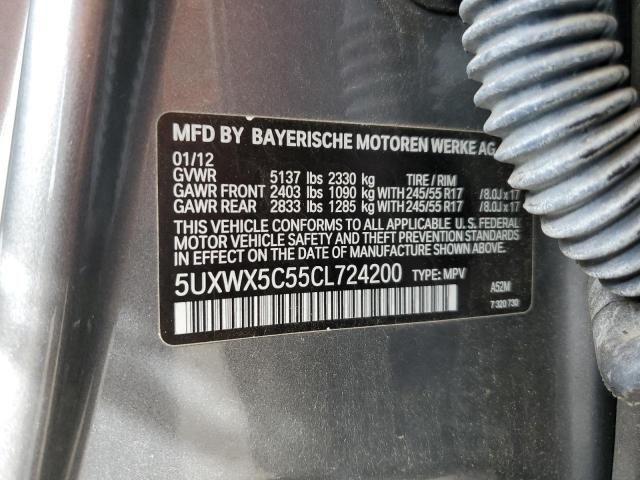 MFD BY BAYERISCHE MOTOREN WERKE AG
01/12
GVWR 5137 lbs 2330 kg TIRE / RIM
GAWR FRONT 2403 lbs 1090 kg WITH 245/55 R17 /8.0J x 17
GAWR REAR 2833 lbs 1285 kg WITH 245/55 R17 /8.0J x 17
THIS VEHICLE CONFORMS TO ALL APPLICABLE U.S. FEDERAL
MOTOR VEHICLE SAFETY AND THEFT PREVENTION STANDARDS
IN EFFECT ON THE DATE OF MANUFACTURE SHOWN ABOVE.
5UXWX5C55CL724200 TYPE: MPV
A52M
7 320 730